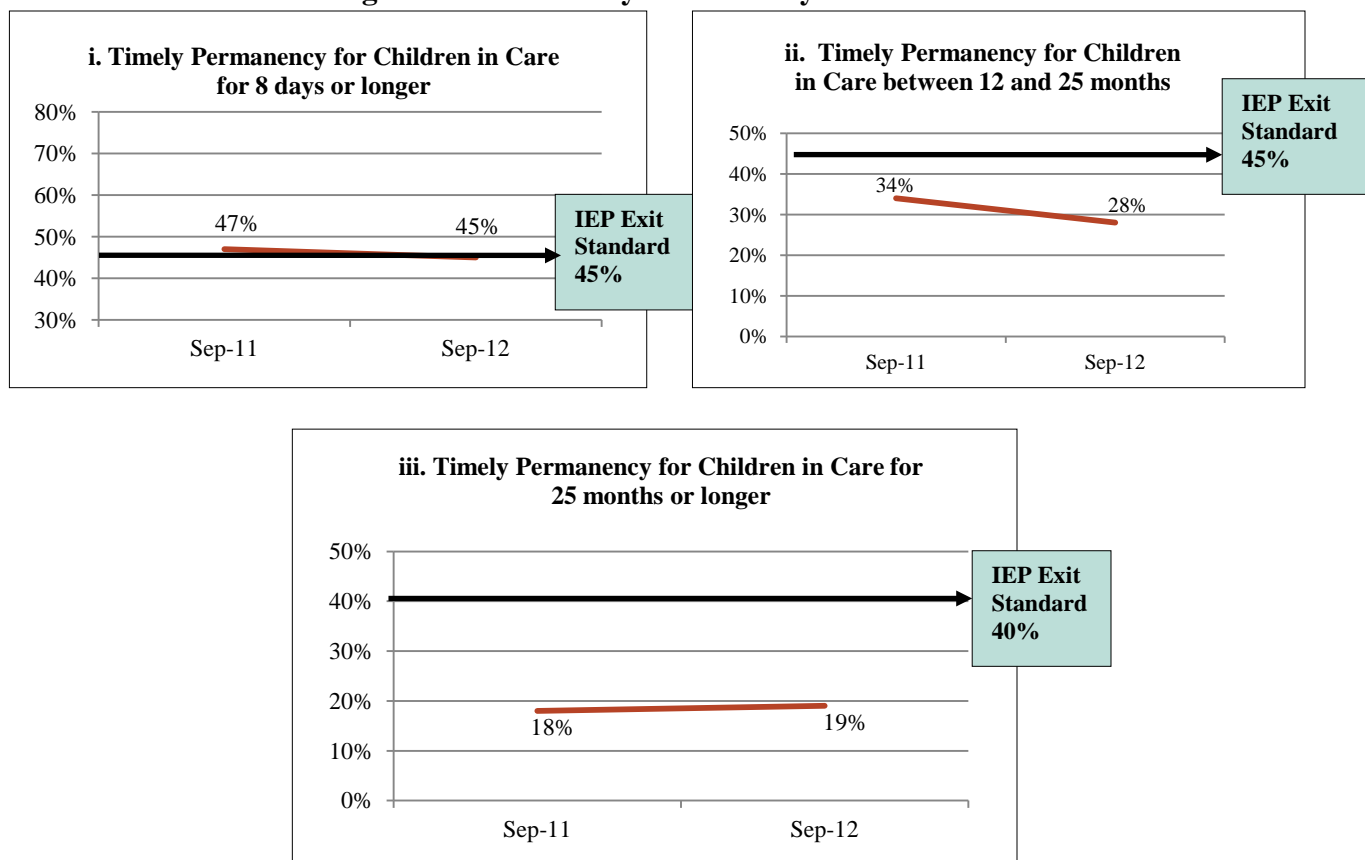 i. Timely Permanency for Children in Care
for 8 days or longer
80%
70%
60%
50%
40%
30%
47%
45%
Sep-11
Sep-12
IEP Exit
Standard
45%
ii. Timely Permanency for Children
in Care between 12 and 25 months
50%
40%
30%
20%
10%
0%
34%
28%
Sep-11
Sep-12
IEP Exit
Standard
45%
iii. Timely Permanency for Children in Care for
25 months or longer
50%
40%
30%
20%
10%
0%
18%
19%
Sep-11
Sep-12
IEP Exit
Standard
40%